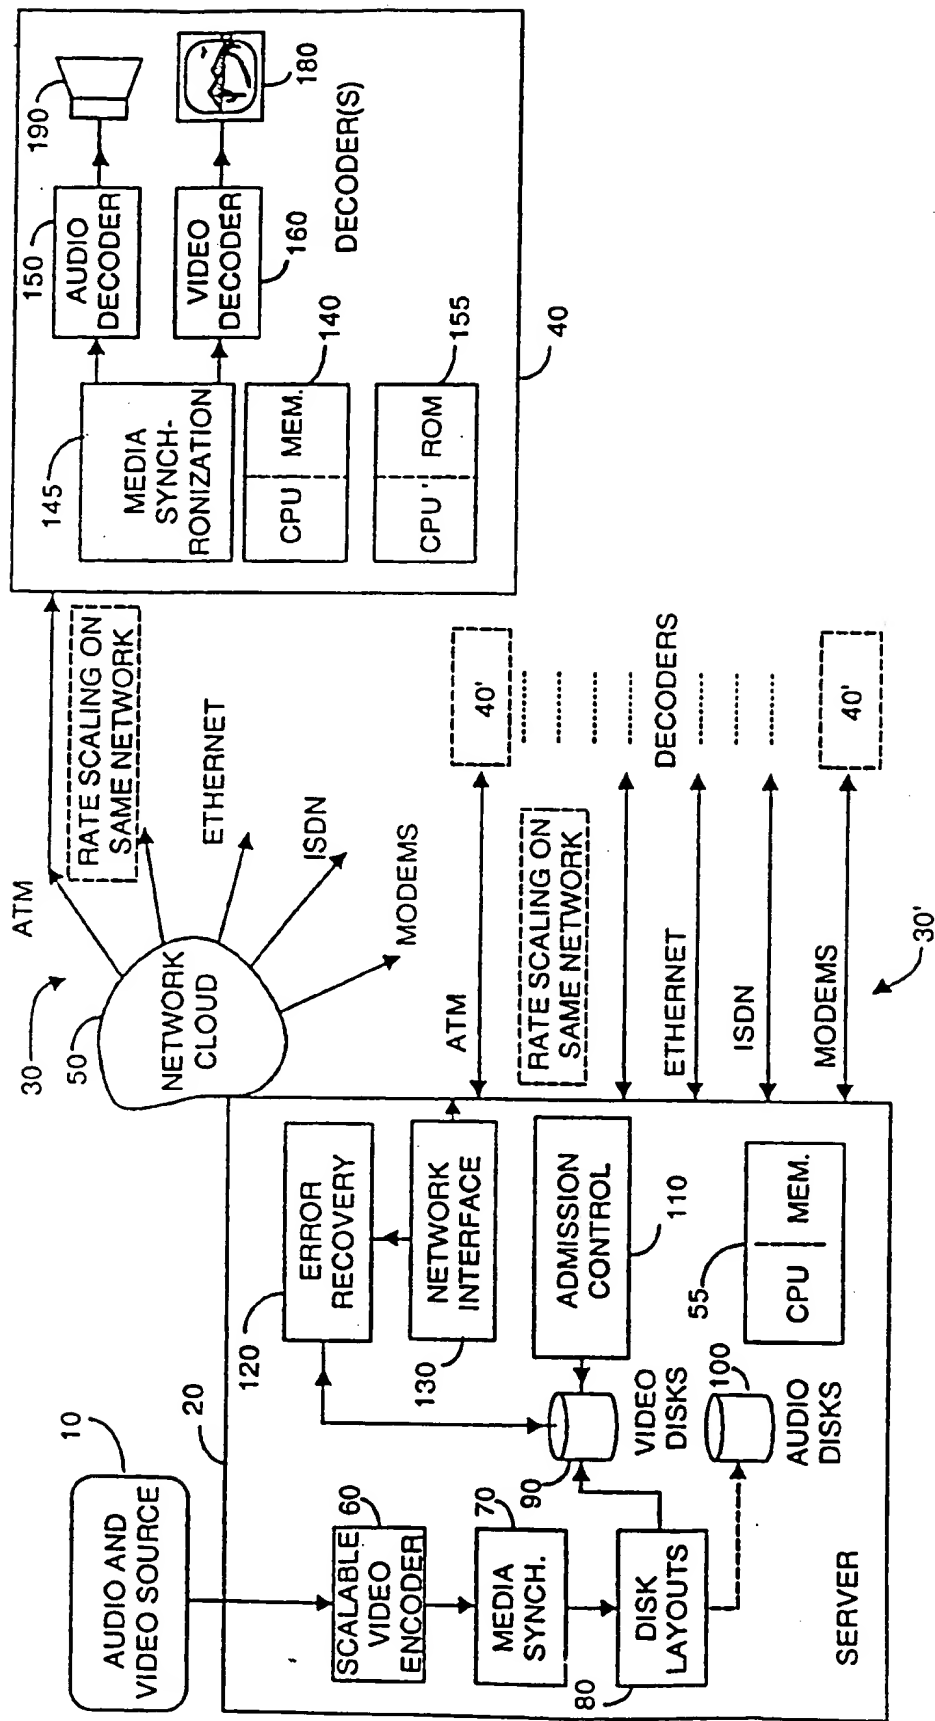 10
AUDIO AND
VIDEO SOURCE
20
SCALABLE
VIDEO
ENCODER
60
MEDIA
SYNCH.
70
DISK
LAYOUTS
80
SERVER
120
ERROR
RECOVERY
130
NETWORK
INTERFACE
ADMISSION
CONTROL
110
90
VIDEO
DISKS
100
AUDIO
DISKS
55
CPU
MEM.
30
50
NETWORK
CLOUD
ATM
RATE SCALING ON
SAME NETWORK
ETHERNET
ISDN
MODEMS
ATM
RATE SCALING ON
SAME NETWORK
ETHERNET
ISDN
MODEMS
30'
40'
DECODERS
40'
145
MEDIA
SYNCH-
RONIZATION
150
AUDIO
DECODER
190
VIDEO
DECODER
160
180
CPU
MEM.
140
CPU '
ROM
155
DECODER(S)
40